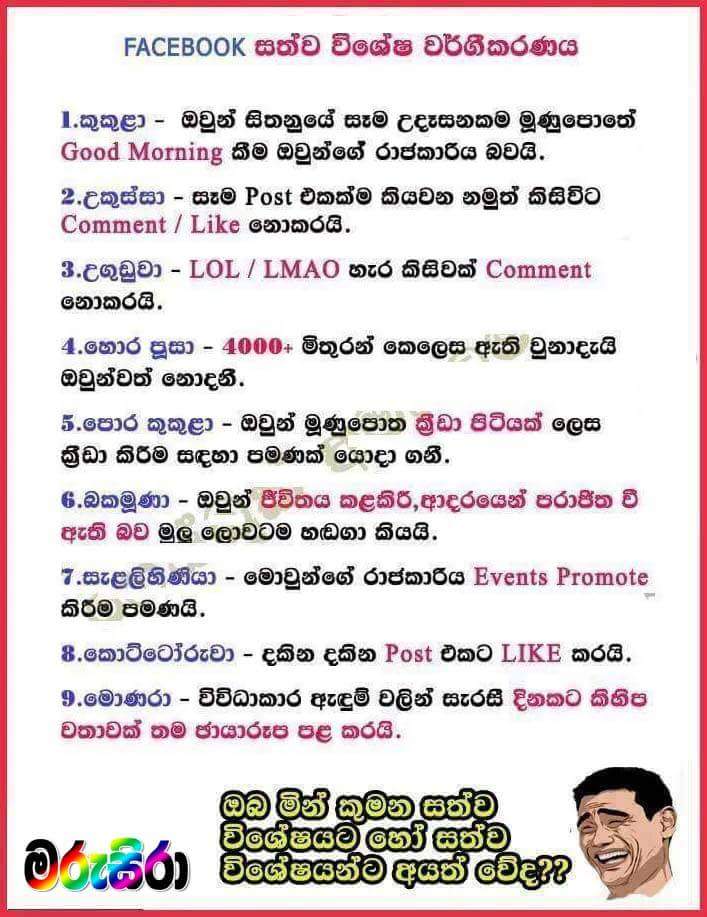 FACEBOOK සත්ව විශේෂ වර්ගීකරණය
1.කුකුළා - ඔවුන් සිතනුයේ සෑම උදෑසනකම මූණුපොතේ
Good Morning කීම ඔවුන්ගේ රාජකාරිය බවයි.
2.උකුස්සා - සෑම Post එකක්ම කියවන නමුත් කිසිවිට
Comment / Like නොකරයි.
3.උගුඩුවා - LOL / LMAO හැර කිසිවක් Comment
නොකරයි.
4.හොර පූසා - 4000+ මිතුරන් කෙලෙස ඇති වුනාදැයි
ඔවුන්වත් නොදනී.
5.පොර කුකුළා - ඔවුන් මූණුපොත ක්‍රීඩා පිටියක් ලෙස
ක්‍රීඩා කිරීම සඳහා පමණක් යොදා ගනී.
6.බකමූණා - ඔවුන් ජීවිතය කළකිරී,ආදරයෙන් පරාජිත වී
ඇති බව මුලු ලොවටම හඬගා කියයි.
7.සැළලිහිණියා - මොවුන්ගේ රාජකාරිය Events Promote
කිරීම පමණයි.
8.කොට්ටෝරුවා - දකින දකින Post එකට LIKE කරයි.
9.මොණරා - විවිධාකාර ඇඳුම් වලින් සැරසී දිනකට කිහිප
වතාවක් තම ඡායාරූප පළ කරයි.
ඔබ මින් කුමන සත්ව
විශේෂයට හෝ සත්ව
විශේෂයන්ට අයත් වේද??
මරුසිරා